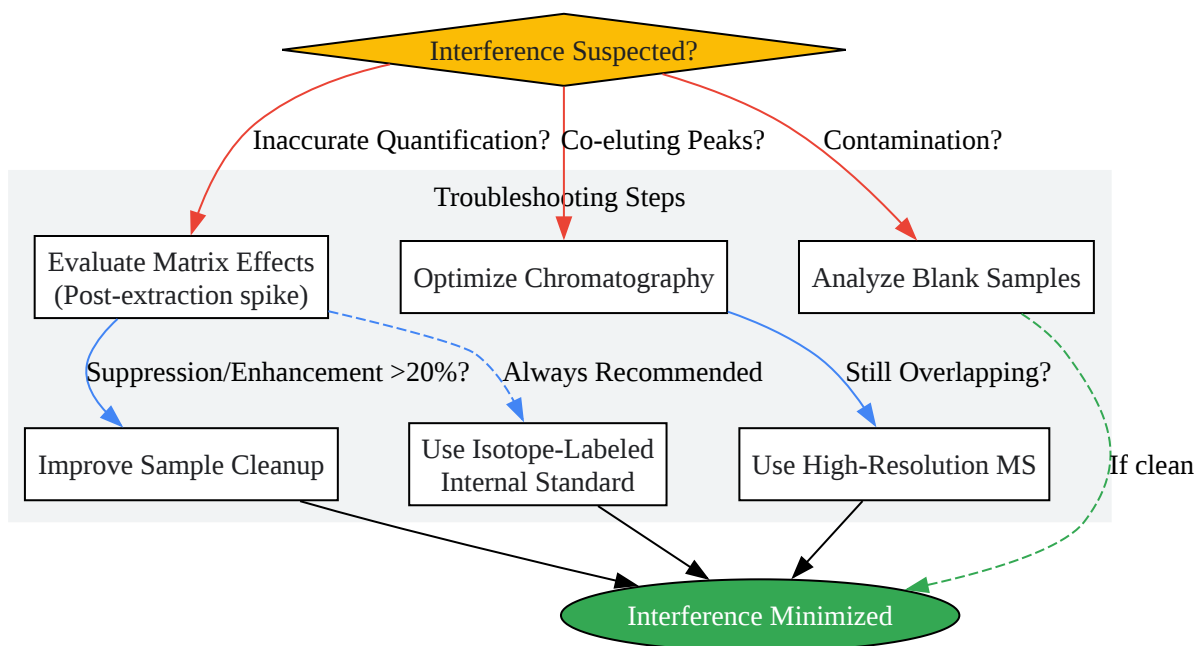 Interference Suspected?
Inaccurate Quantification?
Co-eluting Peaks?
Contamination?
Troubleshooting Steps
Evaluate Matrix Effects
(Post-extraction spike)
Optimize Chromatography
Analyze Blank Samples
Suppression/Enhancement >20%?
Always Recommended
Still Overlapping?
Improve Sample Cleanup
Use Isotope-Labeled
Internal Standard
Use High-Resolution MS
If clean
Interference Minimized